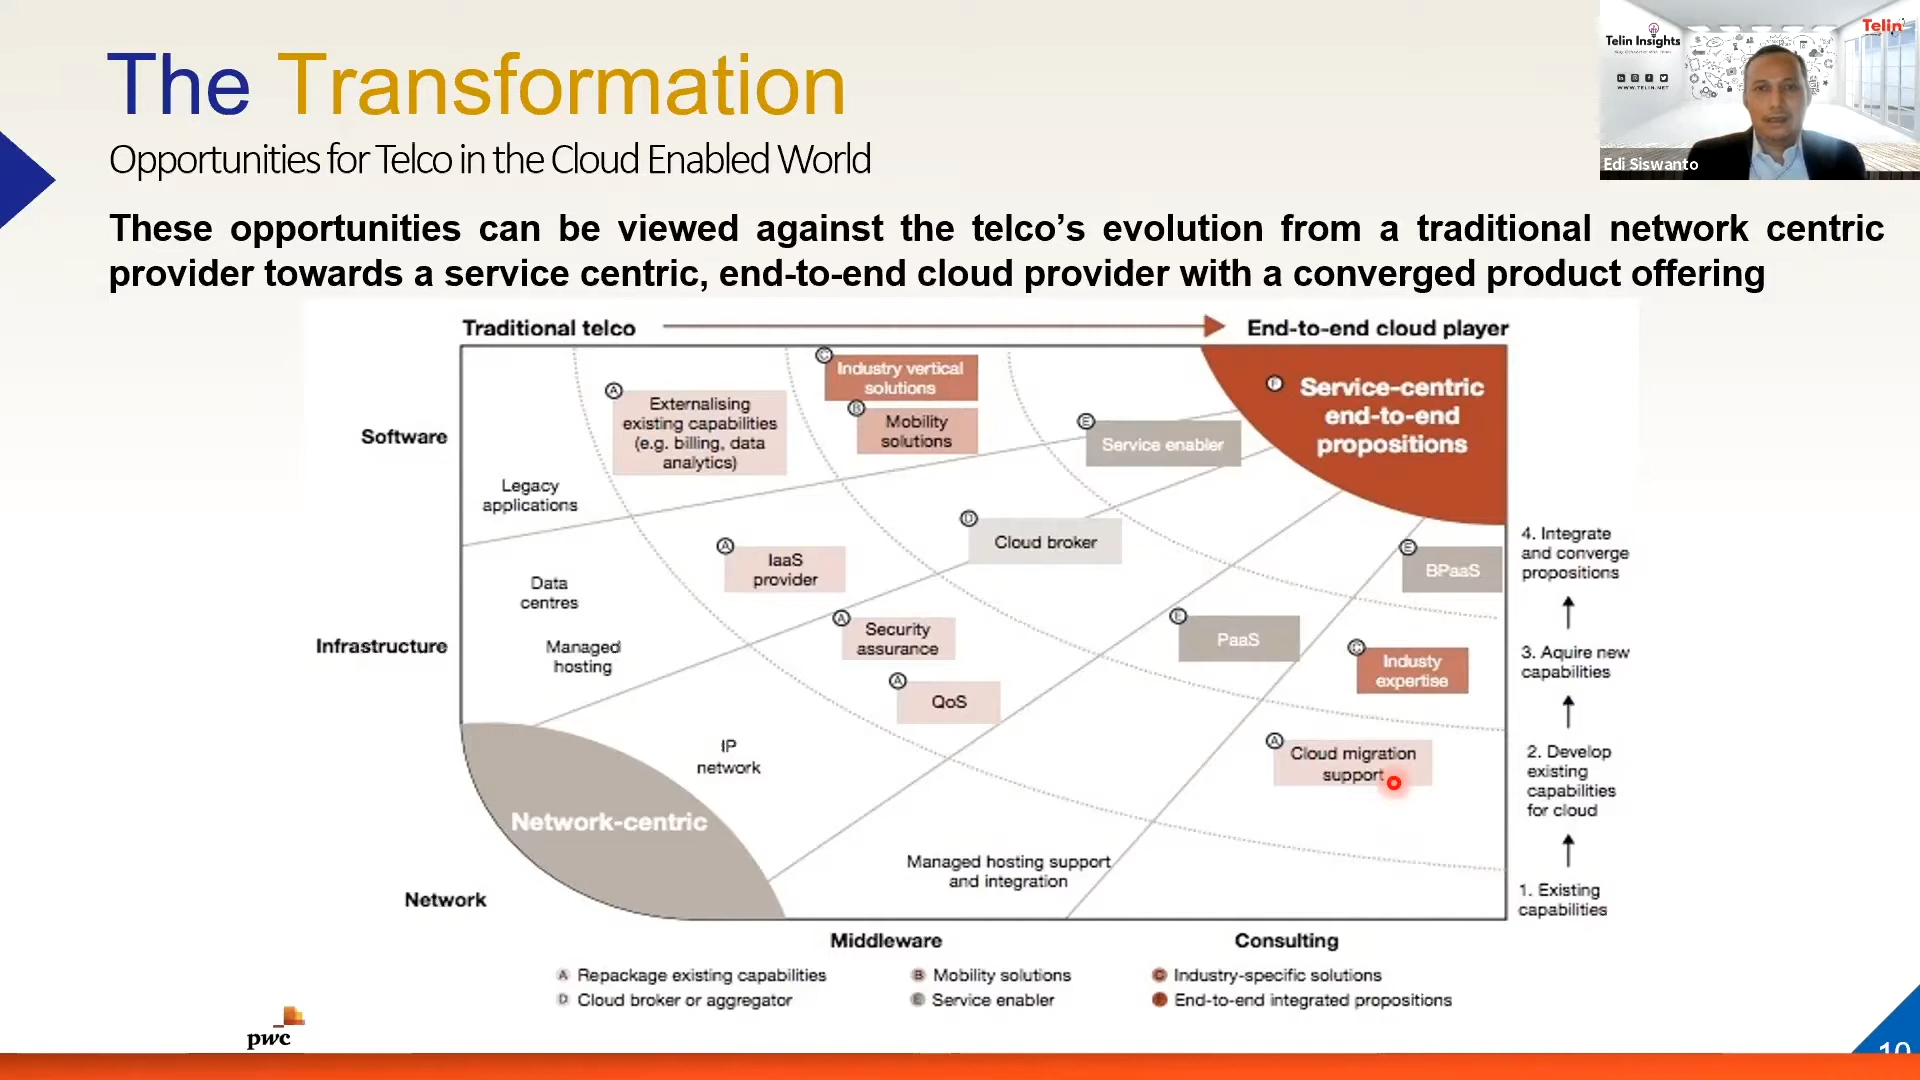 The Transformation
Opportunities for Telco in the Cloud Enabled World
Telin Insights
WWW.TELIN.NET
Telin
Edi Siswanto
These opportunities can be viewed against the telco’s evolution from a traditional network centric
provider towards a service centric, end-to-end cloud provider with a converged product offering
Traditional telco
End-to-end cloud player
Software
Infrastructure
Network
C
Industry vertical
solutions
A
Externalising
existing capabilities
(e.g. billing, data
analytics)
B
Mobility
solutions
E
Service enabler
F
Service-centric
end-to-end
propositions
Legacy
applications
D
Cloud broker
A
IaaS
provider
E
BPaaS
Data
centres
A
Security
assurance
E
PaaS
Managed
hosting
C
Industy
expertise
A
QoS
IP
network
A
Cloud migration
support
Network-centric
Managed hosting support
and integration
4. Integrate
and converge
propositions
3. Aquire new
capabilities
2. Develop
existing
capabilities
for cloud
1. Existing
capabilities
Middleware
Consulting
A Repackage existing capabilities
B Mobility solutions
C Industry-specific solutions
D Cloud broker or aggregator
E Service enabler
F End-to-end integrated propositions
pwc
10